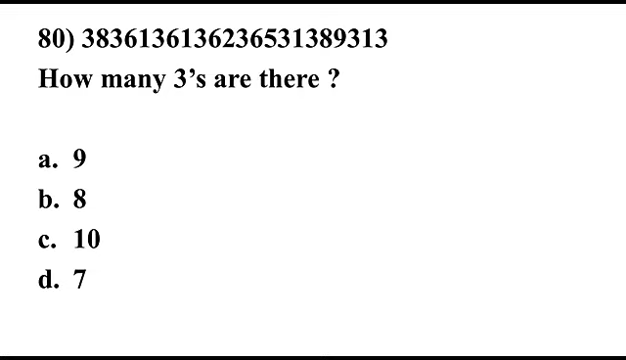 80) 3836136136236531389313
How many 3’s are there ?
a. 9
b. 8
c. 10
d. 7